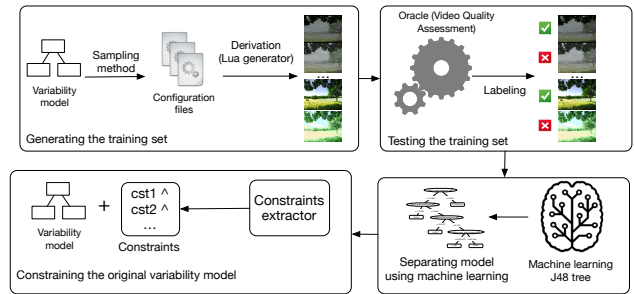 Sampling
method
Variability
model
Configuration
files
Derivation
(Lua generator)
...
Generating the training set
Oracle (Video Quality
Assessment)
Labeling
...
Testing the training set
Separating model
using machine learning
Machine learning
J48 tree
Constraints
extractor
cst1 ^
cst2 ^
...
Constraints
+
Variability
model
Constraining the original variability model